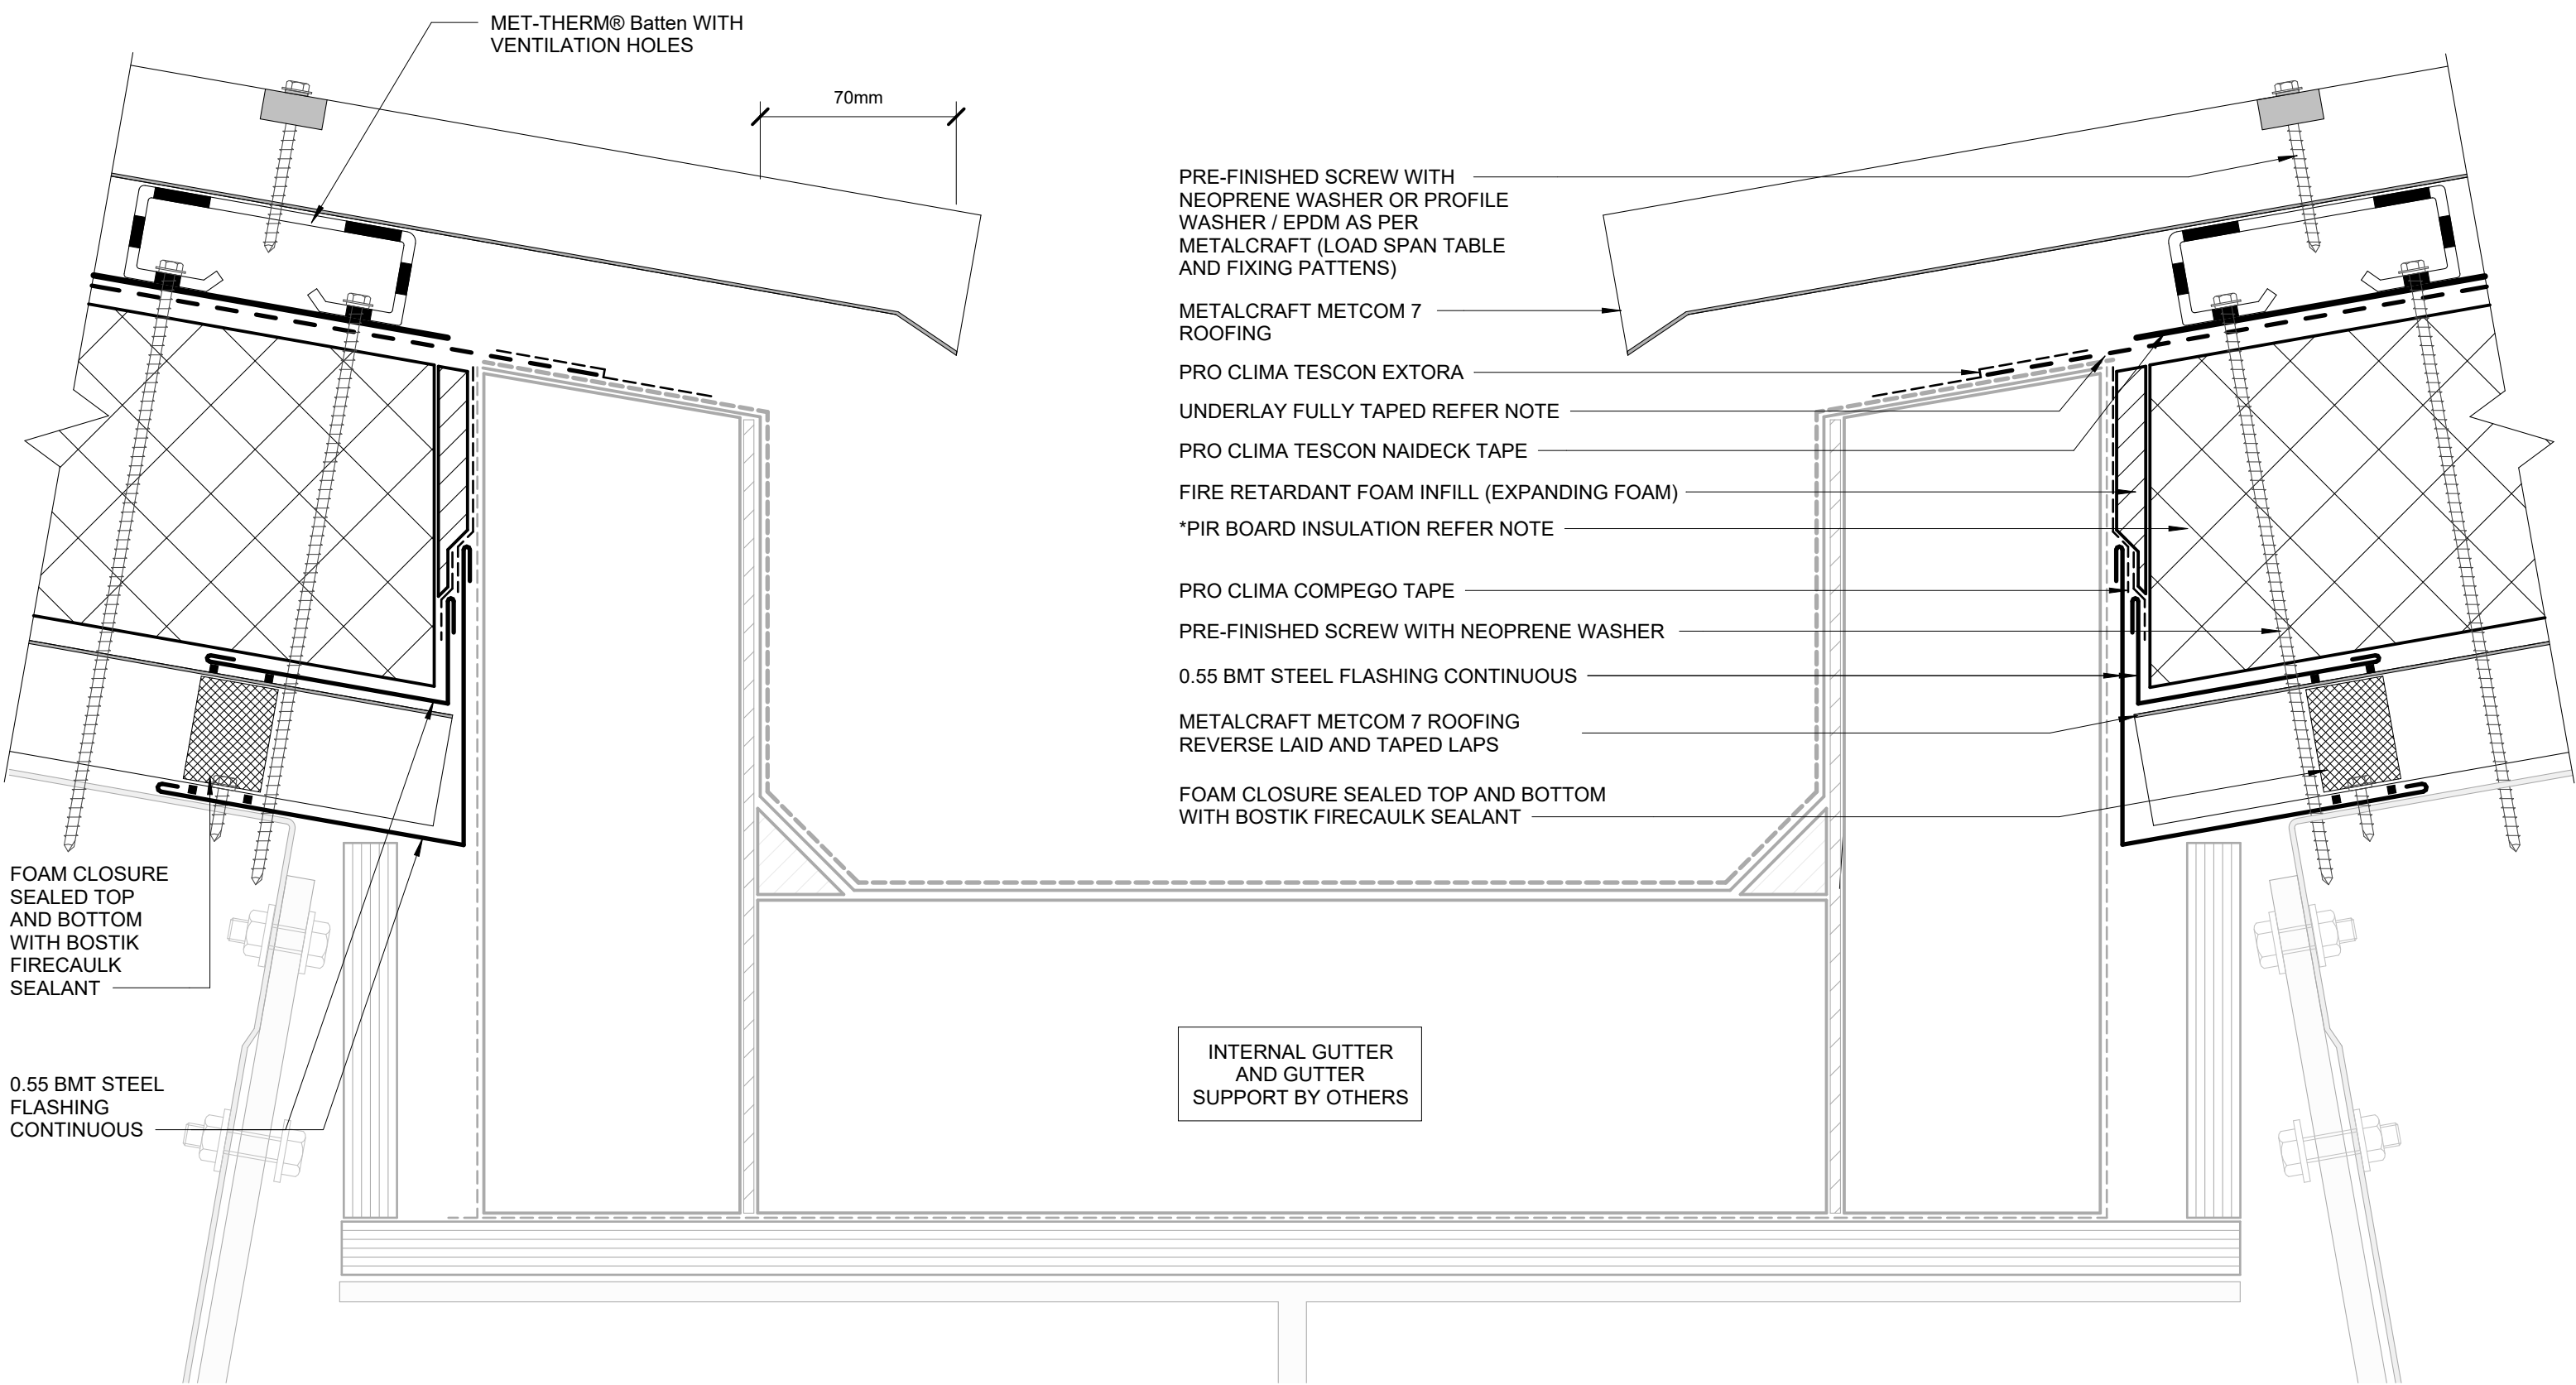 MET-THERM® Batten WITH
VENTILATION HOLES
70mm
PRE-FINISHED SCREW WITH
NEOPRENE WASHER OR PROFILE
WASHER / EPDM AS PER
METALCRAFT (LOAD SPAN TABLE
AND FIXING PATTENS)
METALCRAFT METCOM 7
ROOFING
PRO CLIMA TESCON EXTORA
UNDERLAY FULLY TAPED REFER NOTE
PRO CLIMA TESCON NAIDECK TAPE
FIRE RETARDANT FOAM INFILL (EXPANDING FOAM)
*PIR BOARD INSULATION REFER NOTE
PRO CLIMA COMPEGO TAPE
PRE-FINISHED SCREW WITH NEOPRENE WASHER
0.55 BMT STEEL FLASHING CONTINUOUS
METALCRAFT METCOM 7 ROOFING
REVERSE LAID AND TAPED LAPS
FOAM CLOSURE SEALED TOP AND BOTTOM
WITH BOSTIK FIRECAULK SEALANT
FOAM CLOSURE
SEALED TOP
AND BOTTOM
WITH BOSTIK
FIRECAULK
SEALANT
0.55 BMT STEEL
FLASHING
CONTINUOUS
INTERNAL GUTTER
AND GUTTER
SUPPORT BY OTHERS